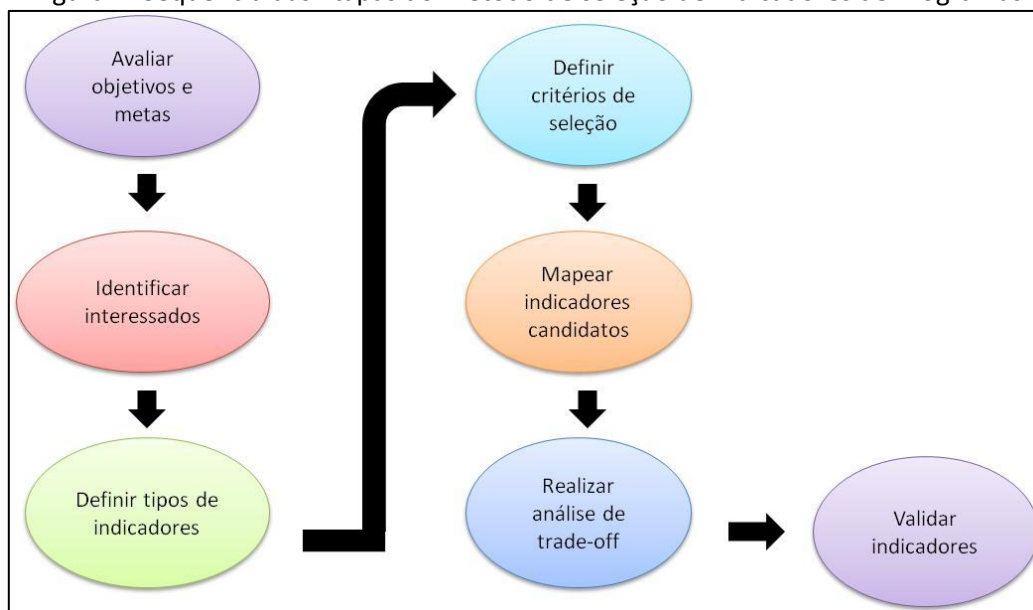 Avaliar
objetivos e
metas
Identificar
interessados
Definir tipos de
indicadores
Definir
critérios de
seleção
Mapear
indicadores
candidatos
Realizar
análise de
trade-off
Validar
indicadores